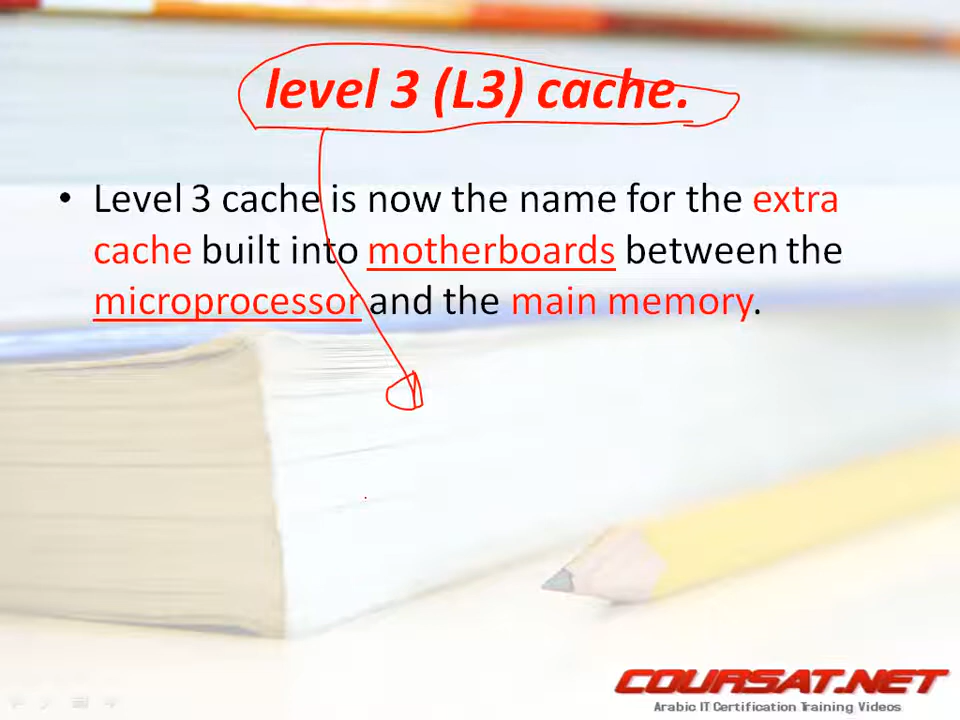 level 3 (L3) cache.
• Level 3 cache is now the name for the extra
cache built into motherboards between the
microprocessor and the main memory.
COURSAT.NET
Arabic IT Certification Training Videos